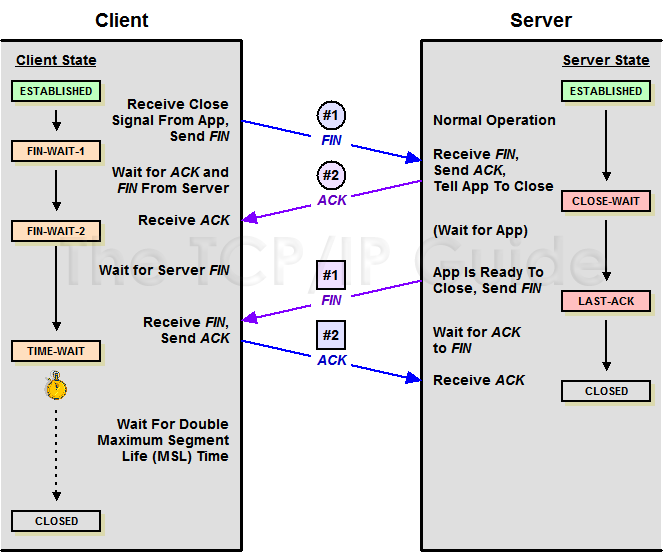 Client
Server
Client State
Server State
ESTABLISHED
ESTABLISHED
Receive Close
Signal From App,
Send FIN
#1
FIN
Normal Operation
FIN-WAIT-1
Receive FIN,
Send ACK,
Tell App To Close
Wait for ACK and
FIN From Server
#2
ACK
CLOSE-WAIT
Receive ACK
FIN-WAIT-2
(Wait for App)
The TCP/IP Guide
Wait for Server FIN
#1
FIN
App Is Ready To
Close, Send FIN
LAST-ACK
Receive FIN,
Send ACK
#2
ACK
Wait for ACK
to FIN
TIME-WAIT
Receive ACK
CLOSED
Wait For Double
Maximum Segment
Life (MSL) Time
CLOSED